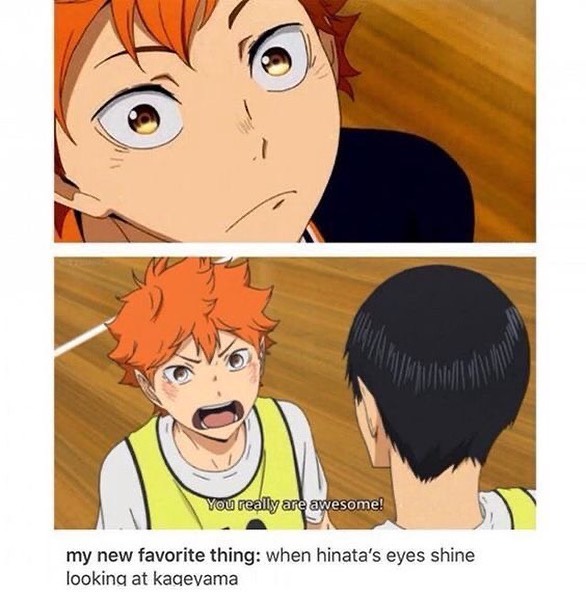 You really are awesome!
my new favorite thing: when hinata's eyes shine
looking at kageyama